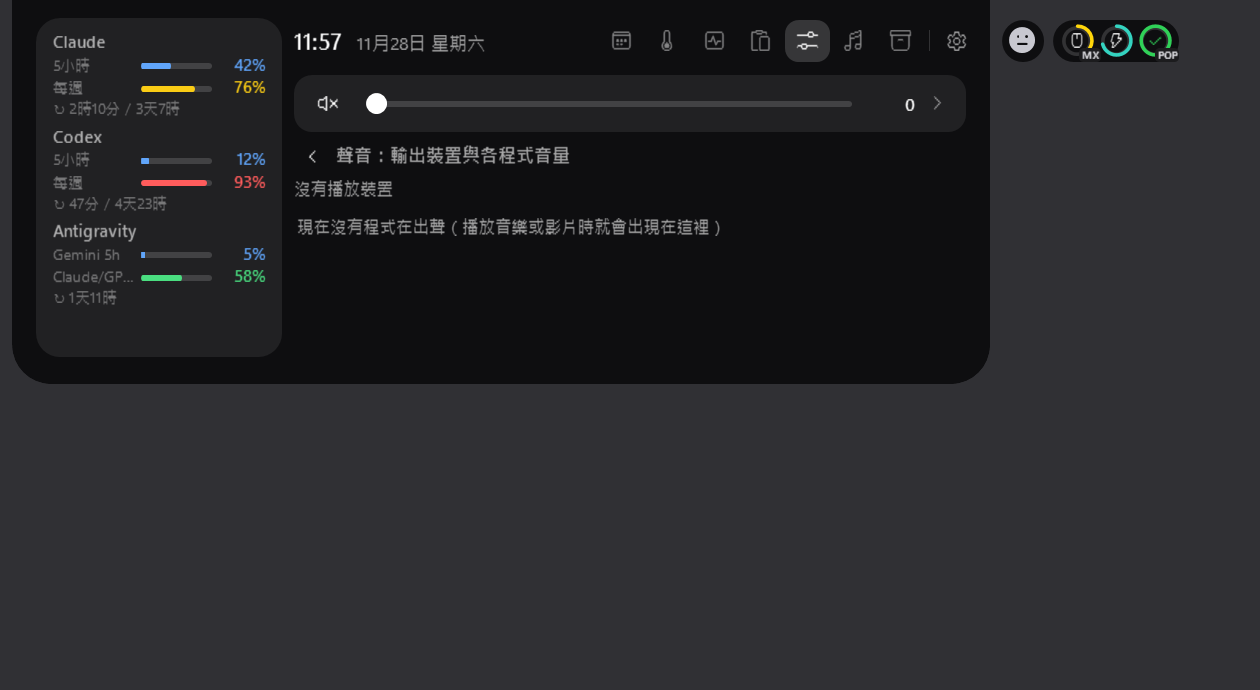 Claude
5小時 42%
每週 76%
↻ 2時10分 / 3天7時
Codex
5小時 12%
每週 93%
↻ 47分 / 4天23時
Antigravity
Gemini 5h 5%
Claude/GP... 58%
↻ 1天11時
11:57 11月28日 星期六
0
聲音：輸出裝置與各程式音量
沒有播放裝置
現在沒有程式在出聲（播放音樂或影片時就會出現在這裡）
MX
POP